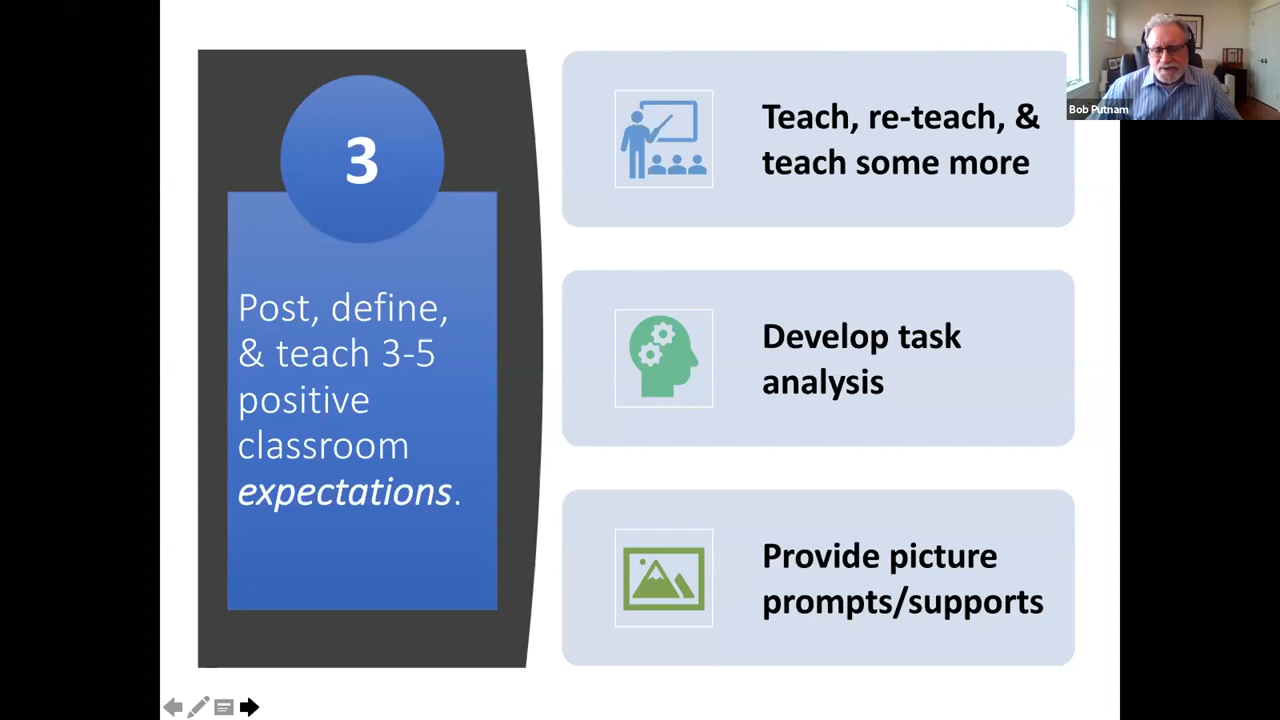 3
Post, define,
& teach 3-5
positive
classroom
expectations.
Teach, re-teach, &
teach some more
Develop task
analysis
Provide picture
prompts/supports
Bob Putnam